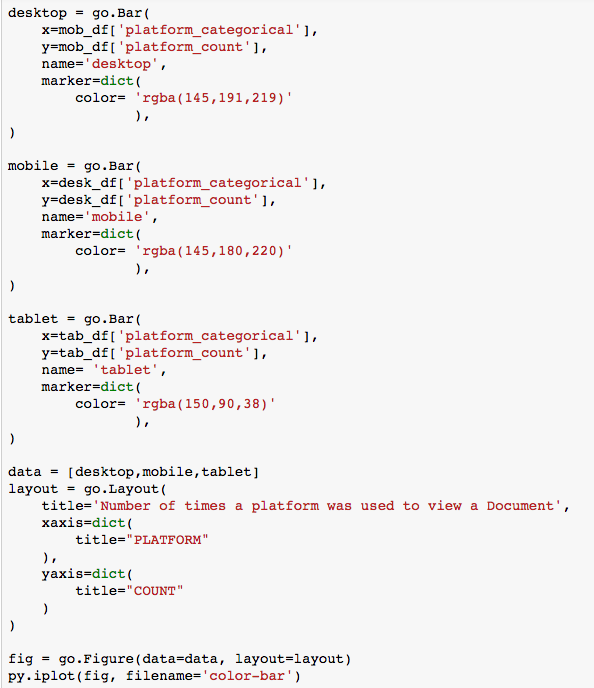 desktop = go.Bar(
    x=mob_df['platform_categorical'],
    y=mob_df['platform_count'],
    name='desktop',
    marker=dict(
        color= 'rgba(145,191,219)'
               ),
)
mobile = go.Bar(
    x=desk_df['platform_categorical'],
    y=desk_df['platform_count'],
    name='mobile',
    marker=dict(
        color= 'rgba(145,180,220)'
               ),
)
tablet = go.Bar(
    x=tab_df['platform_categorical'],
    y=tab_df['platform_count'],
    name= 'tablet',
    marker=dict(
        color= 'rgba(150,90,38)'
               ),
)
data = [desktop,mobile,tablet]
layout = go.Layout(
    title='Number of times a platform was used to view a Document',
    xaxis=dict(
        title="PLATFORM"
    ),
    yaxis=dict(
        title="COUNT"
    )
)
fig = go.Figure(data=data, layout=layout)
py.iplot(fig, filename='color-bar')